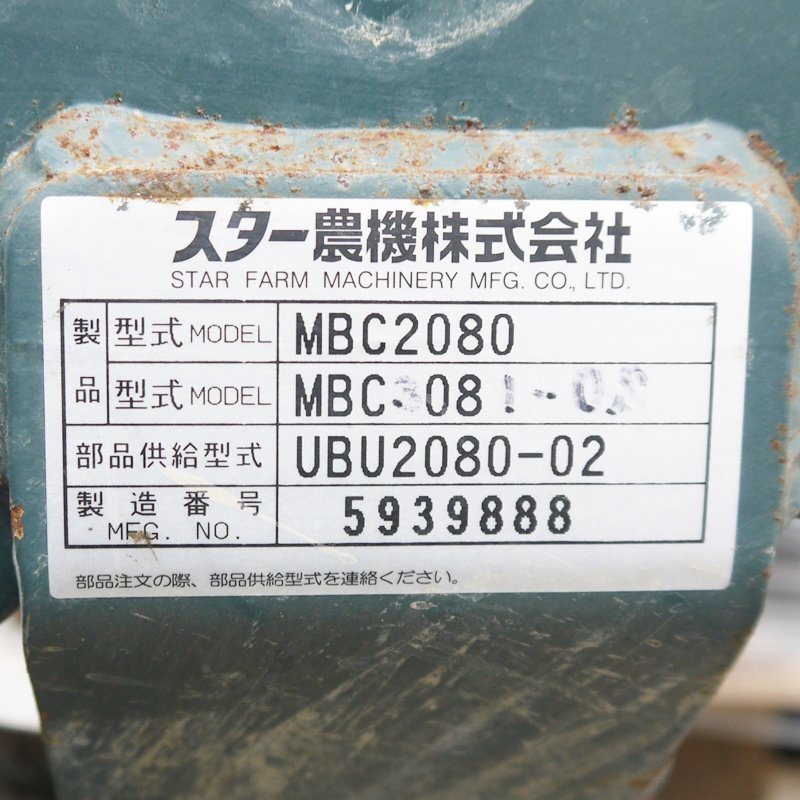 スター農機株式会社
STAR FARM MACHINERY MFG. CO., LTD.
製品
型式 MODEL MBC2080
型式 MODEL
部品供給型式 UBU2080-02
製造番号 MFG. NO. 5939888
部品注文の際、部品供給型式を連絡ください。